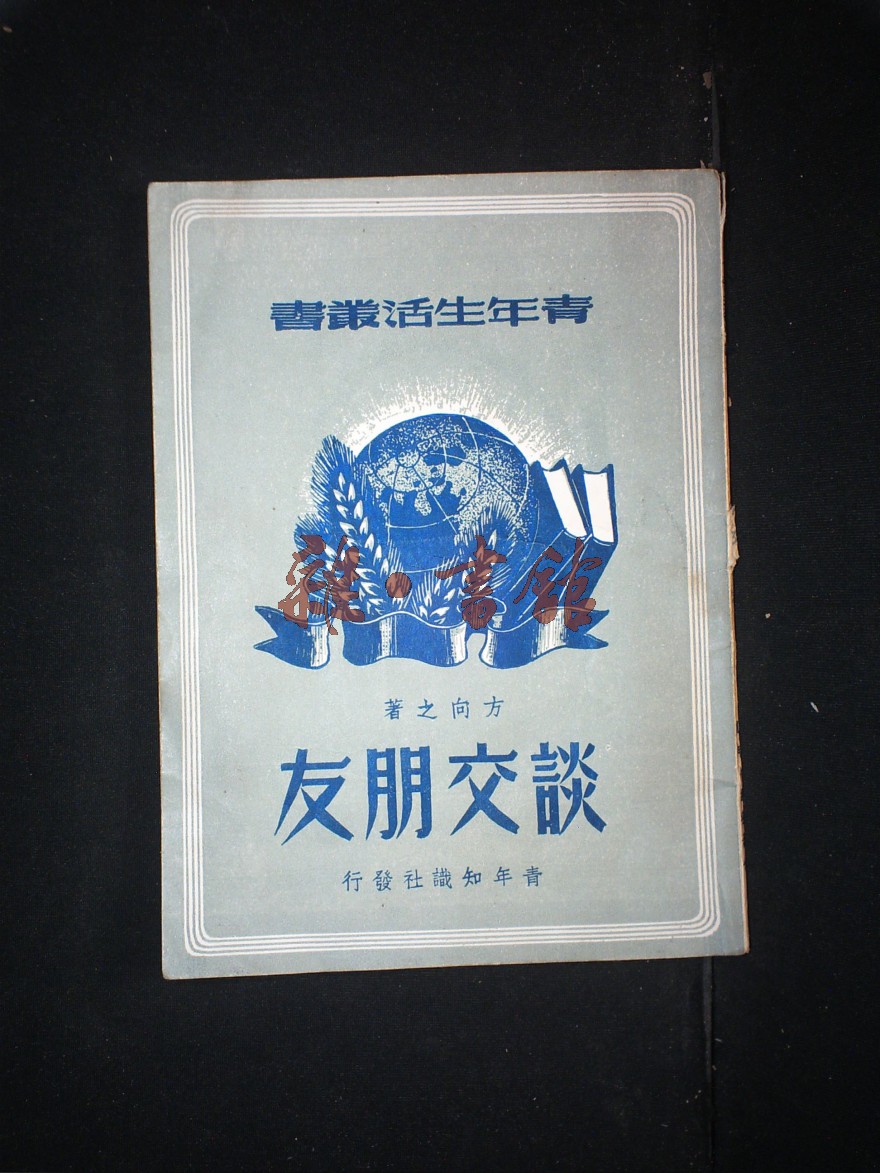 青年生活叢書
方向之著
談交朋友
青年知識社發行